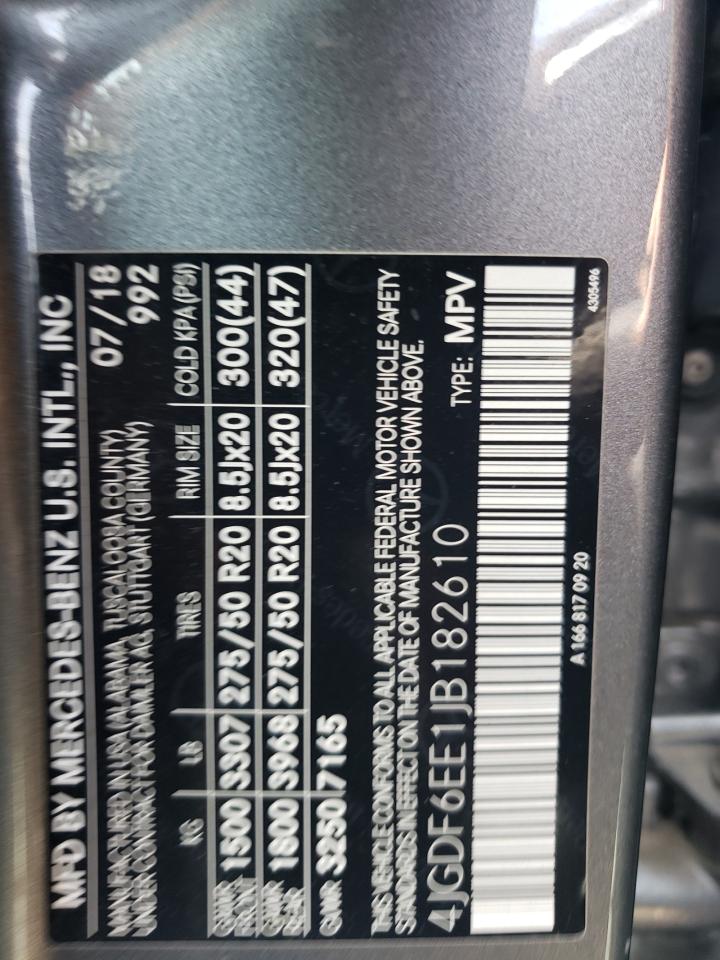 MFD BY MERCEDES-BENZ U.S. INTL., INC
MANUFACTURED IN USA (ALABAMA, TUSCALOOSA COUNTY) 07/18
UNDER CONTRACT FOR DAIMLER AG, STUTTGART (GERMANY) 992
KG LB TIRES RIM SIZE COLD KPA (PSI)
GAWR FRONT 1500 3307 275/50 R20 8.5Jx20 300(44)
GAWR REAR 1800 3968 275/50 R20 8.5Jx20 320(47)
GVWR 3250 7165
THIS VEHICLE CONFORMS TO ALL APPLICABLE FEDERAL MOTOR VEHICLE SAFETY
STANDARDS IN EFFECT ON THE DATE OF MANUFACTURE SHOWN ABOVE.
4JGDF6EE1JB182610 TYPE: MPV
A 166 817 09 20 4305496